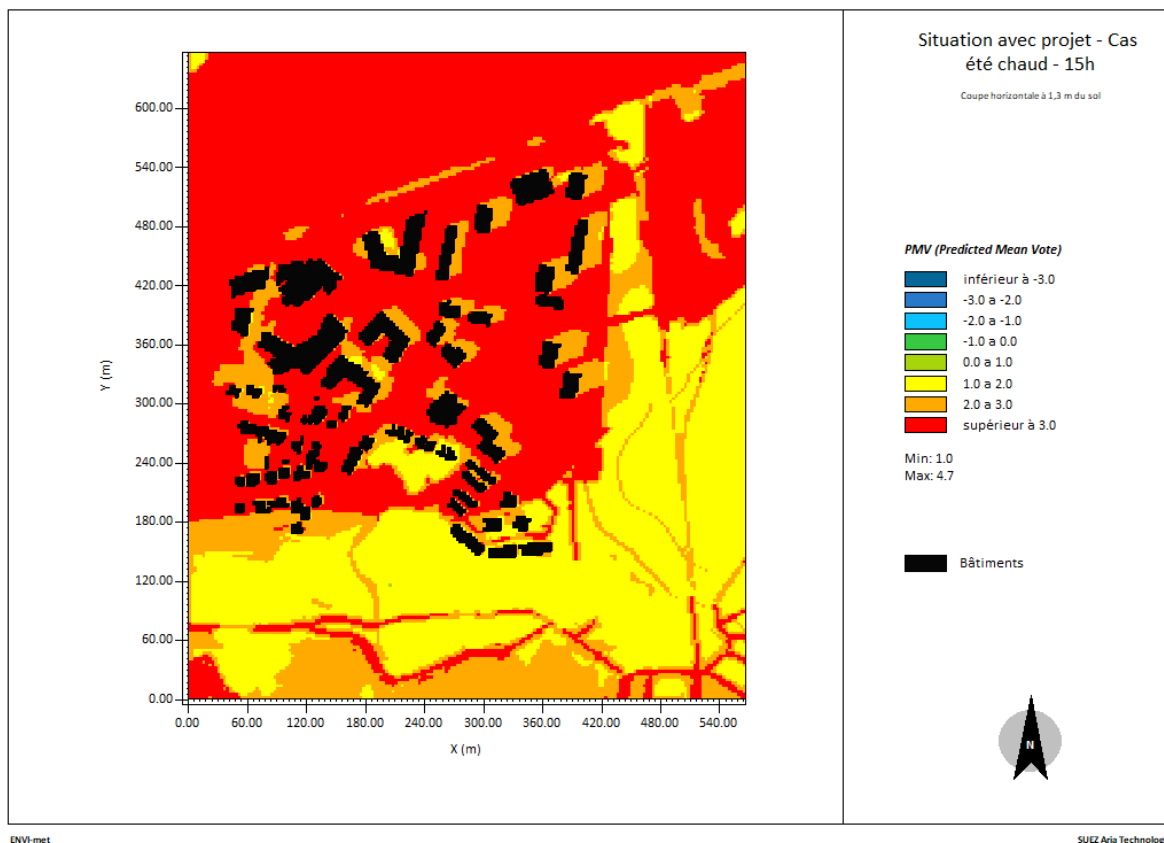 Situation avec projet - Cas
été chaud - 15h
Coupe horizontale à 1,3 m du sol
600.00
540.00
480.00
420.00
360.00
300.00
240.00
180.00
120.00
60.00
0.00
Y (m)
0.00 60.00 120.00 180.00 240.00 300.00 360.00 420.00 480.00 540.00
X (m)
PMV (Predicted Mean Vote)
inférieur à -3.0
-3.0 a -2.0
-2.0 a -1.0
-1.0 a 0.0
0.0 a 1.0
1.0 a 2.0
2.0 a 3.0
supérieur à 3.0
Min: 1.0
Max: 4.7
Bâtiments
N
ENVI-met
SUEZ Aria Technolog